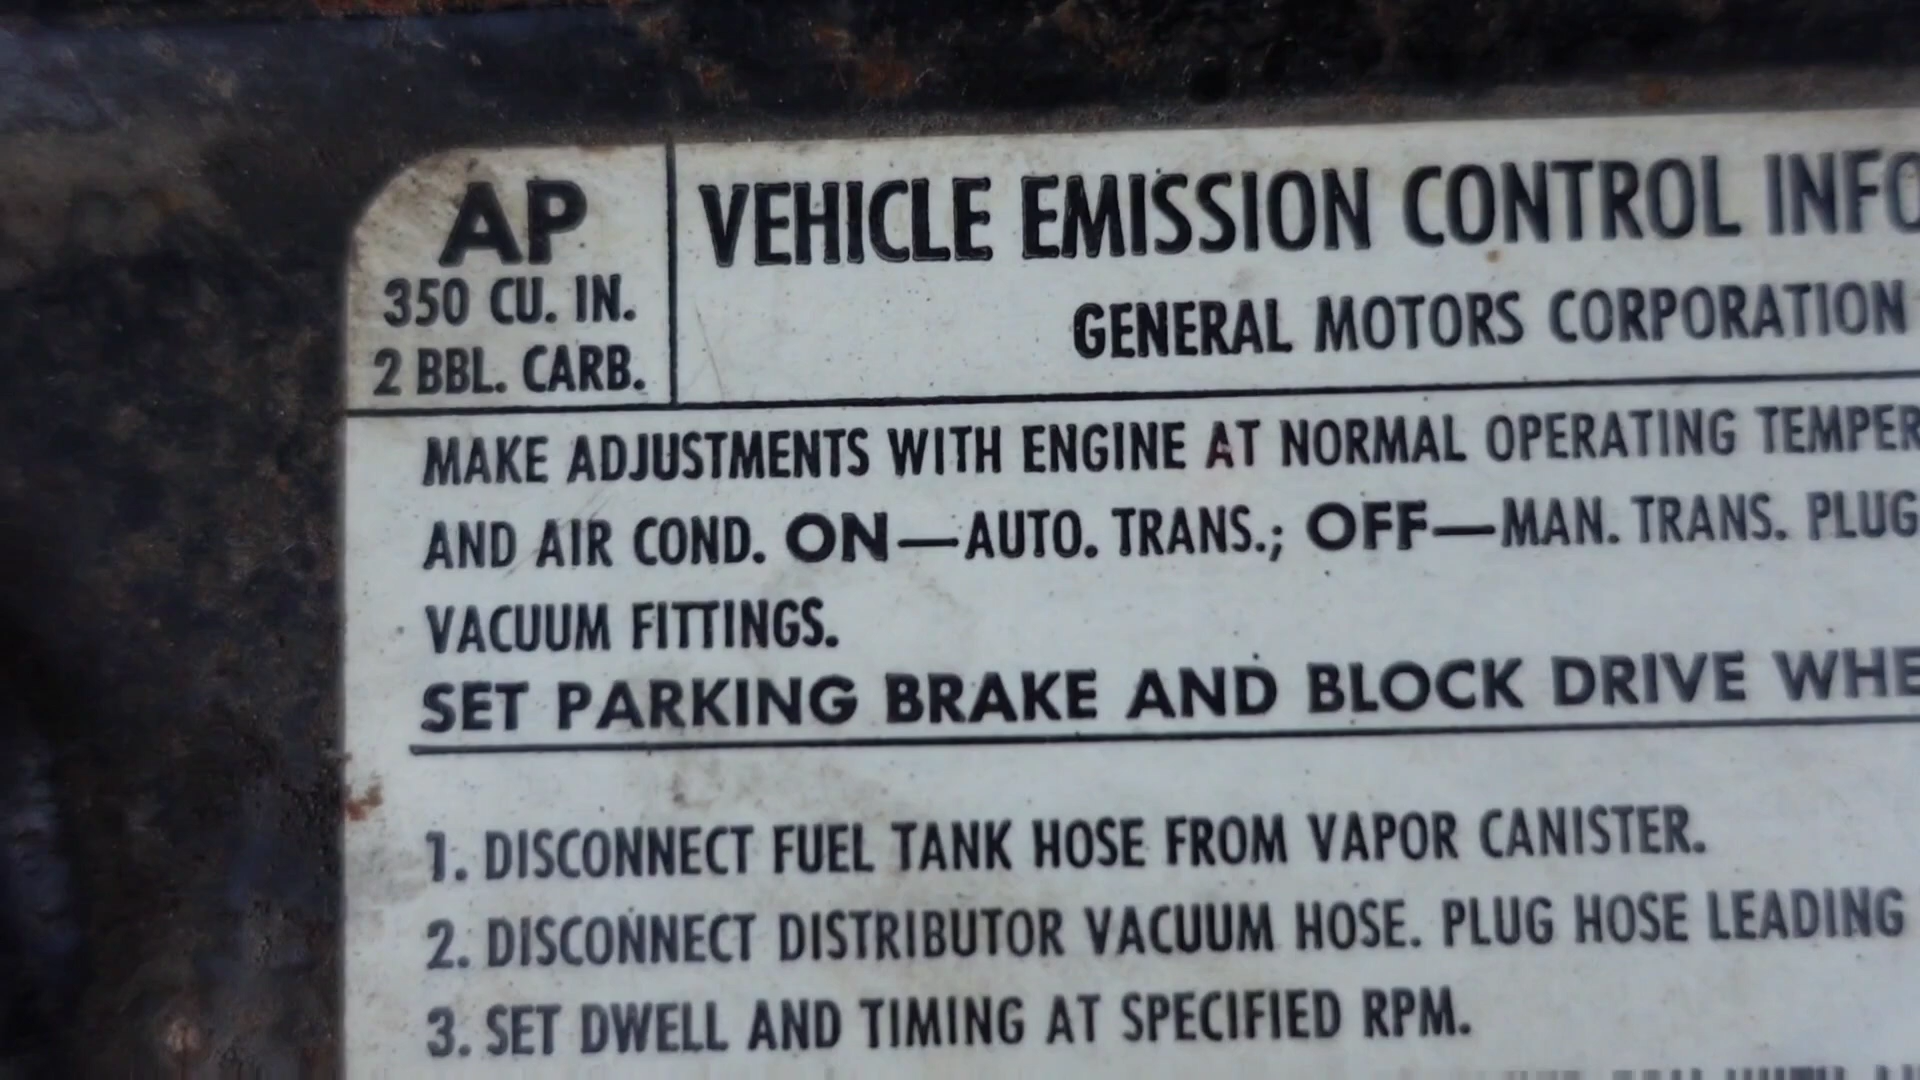 AP
350 CU. IN.
2 BBL. CARB.
VEHICLE EMISSION CONTROL
GENERAL MOTORS CORPORATION
MAKE ADJUSTMENTS WITH ENGINE AT NORMAL OPERATING
AND AIR COND. ON—AUTO. TRANS.; OFF—MAN. TRANS. PLUG
VACUUM FITTINGS.
SET PARKING BRAKE AND BLOCK DRIVE
1. DISCONNECT FUEL TANK HOSE FROM VAPOR CANISTER.
2. DISCONNECT DISTRIBUTOR VACUUM HOSE. PLUG HOSE LEADING
3. SET DWELL AND TIMING AT SPECIFIED RPM.